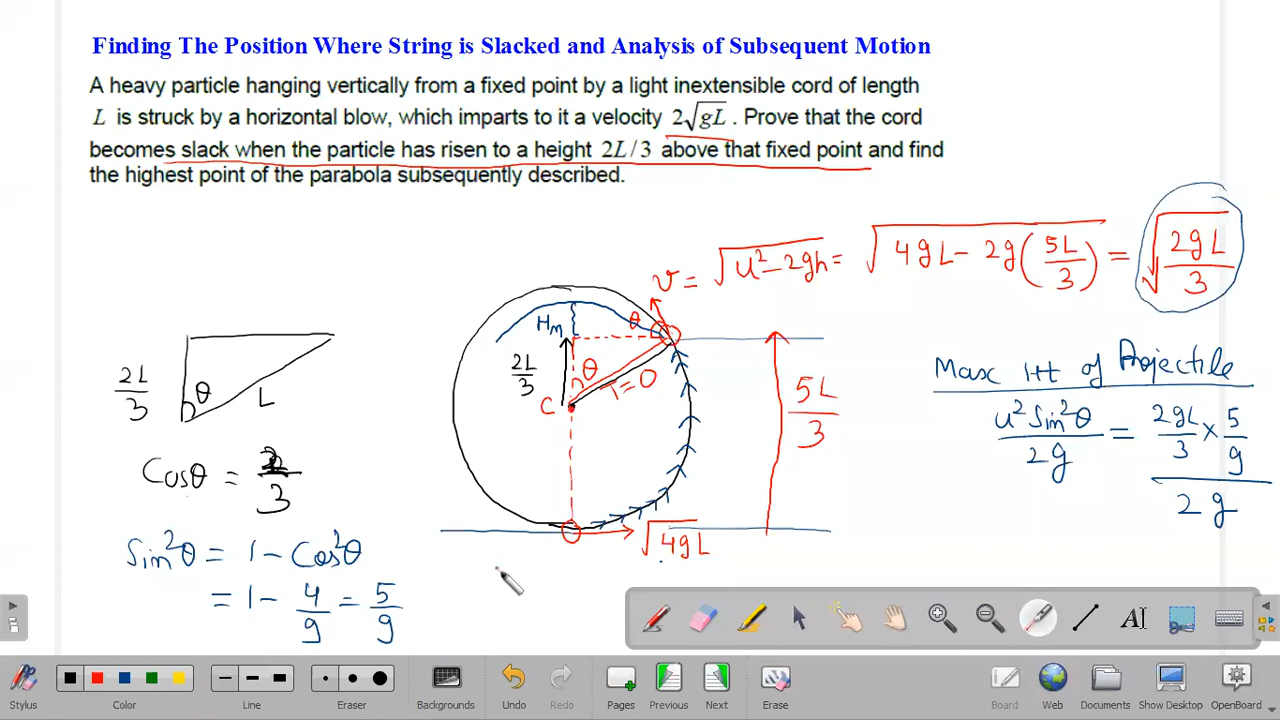 Finding The Position Where String is Slacked and Analysis of Subsequent Motion
A heavy particle hanging vertically from a fixed point by a light inextensible cord of length
L is struck by a horizontal blow, which imparts to it a velocity 2√gL . Prove that the cord
becomes slack when the particle has risen to a height 2L/3 above that fixed point and find
the highest point of the parabola subsequently described.
v = √(u² - 2gh) = √(4gL - 2g(5L/3)) = √(2gL/3)
θ
H_M
2L/3
θ
T=0
C
5L/3
√4gL
2L/3
θ
L
Cosθ = 2/3
Sin²θ = 1 - Cos²θ
= 1 - 4/9 = 5/9
Max Ht of Projectile
u² Sin²θ / 2g = (2gL/3 × 5/9) / 2g
Stylus
Color
Line
Eraser
Backgrounds
Undo
Redo
Pages
Previous
Next
Erase
Board
Web
Documents
Show Desktop
OpenBoard